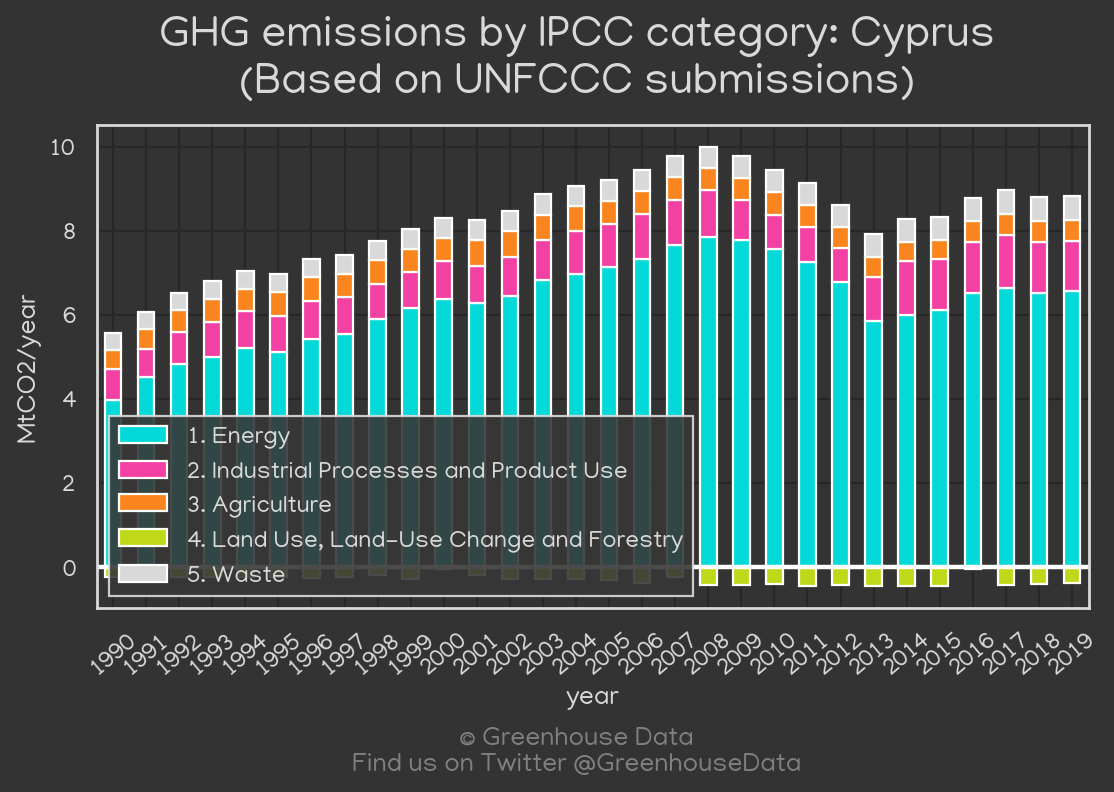 GHG emissions by IPCC category: Cyprus
(Based on UNFCCC submissions)
MtCO2/year
10
8
6
4
2
0
1. Energy
2. Industrial Processes and Product Use
3. Agriculture
4. Land Use, Land-Use Change and Forestry
5. Waste
1990 1991 1992 1993 1994 1995 1996 1997 1998 1999 2000 2001 2002 2003 2004 2005 2006 2007 2008 2009 2010 2011 2012 2013 2014 2015 2016 2017 2018 2019
year
© Greenhouse Data
Find us on Twitter @GreenhouseData